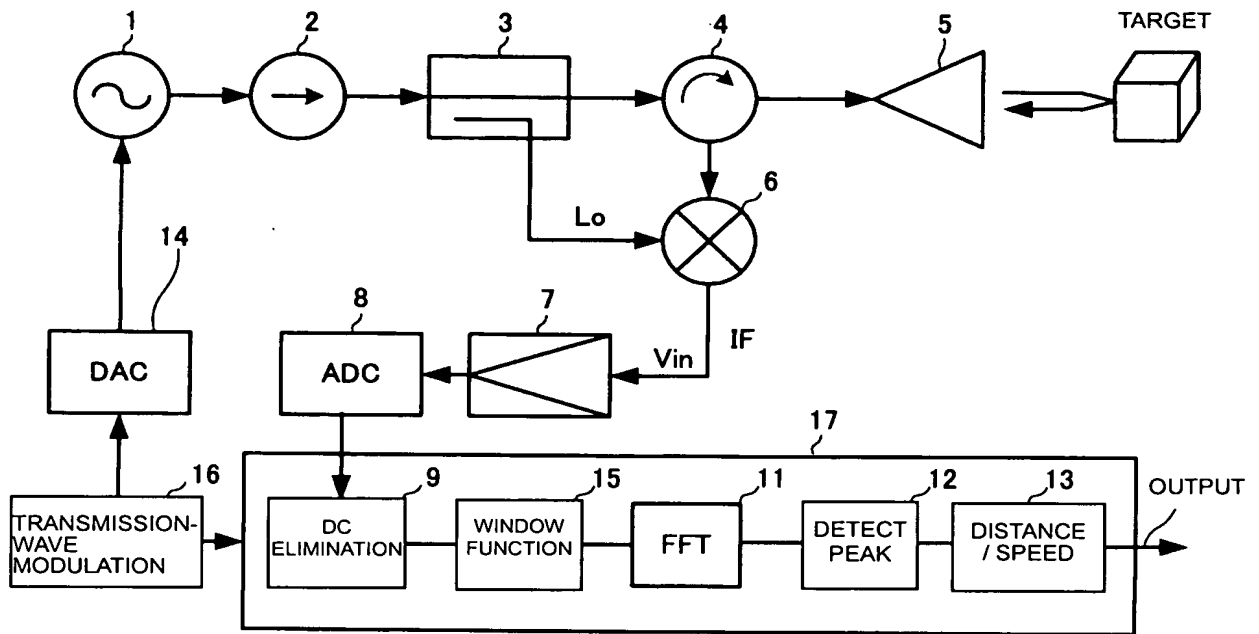 1
2
3
4
5
TARGET
6
Lo
14
8
7
IF
Vin
DAC
ADC
17
16
9
15
11
12
13
OUTPUT
TRANSMISSION-
WAVE
MODULATION
DC
ELIMINATION
WINDOW
FUNCTION
FFT
DETECT
PEAK
DISTANCE
/ SPEED